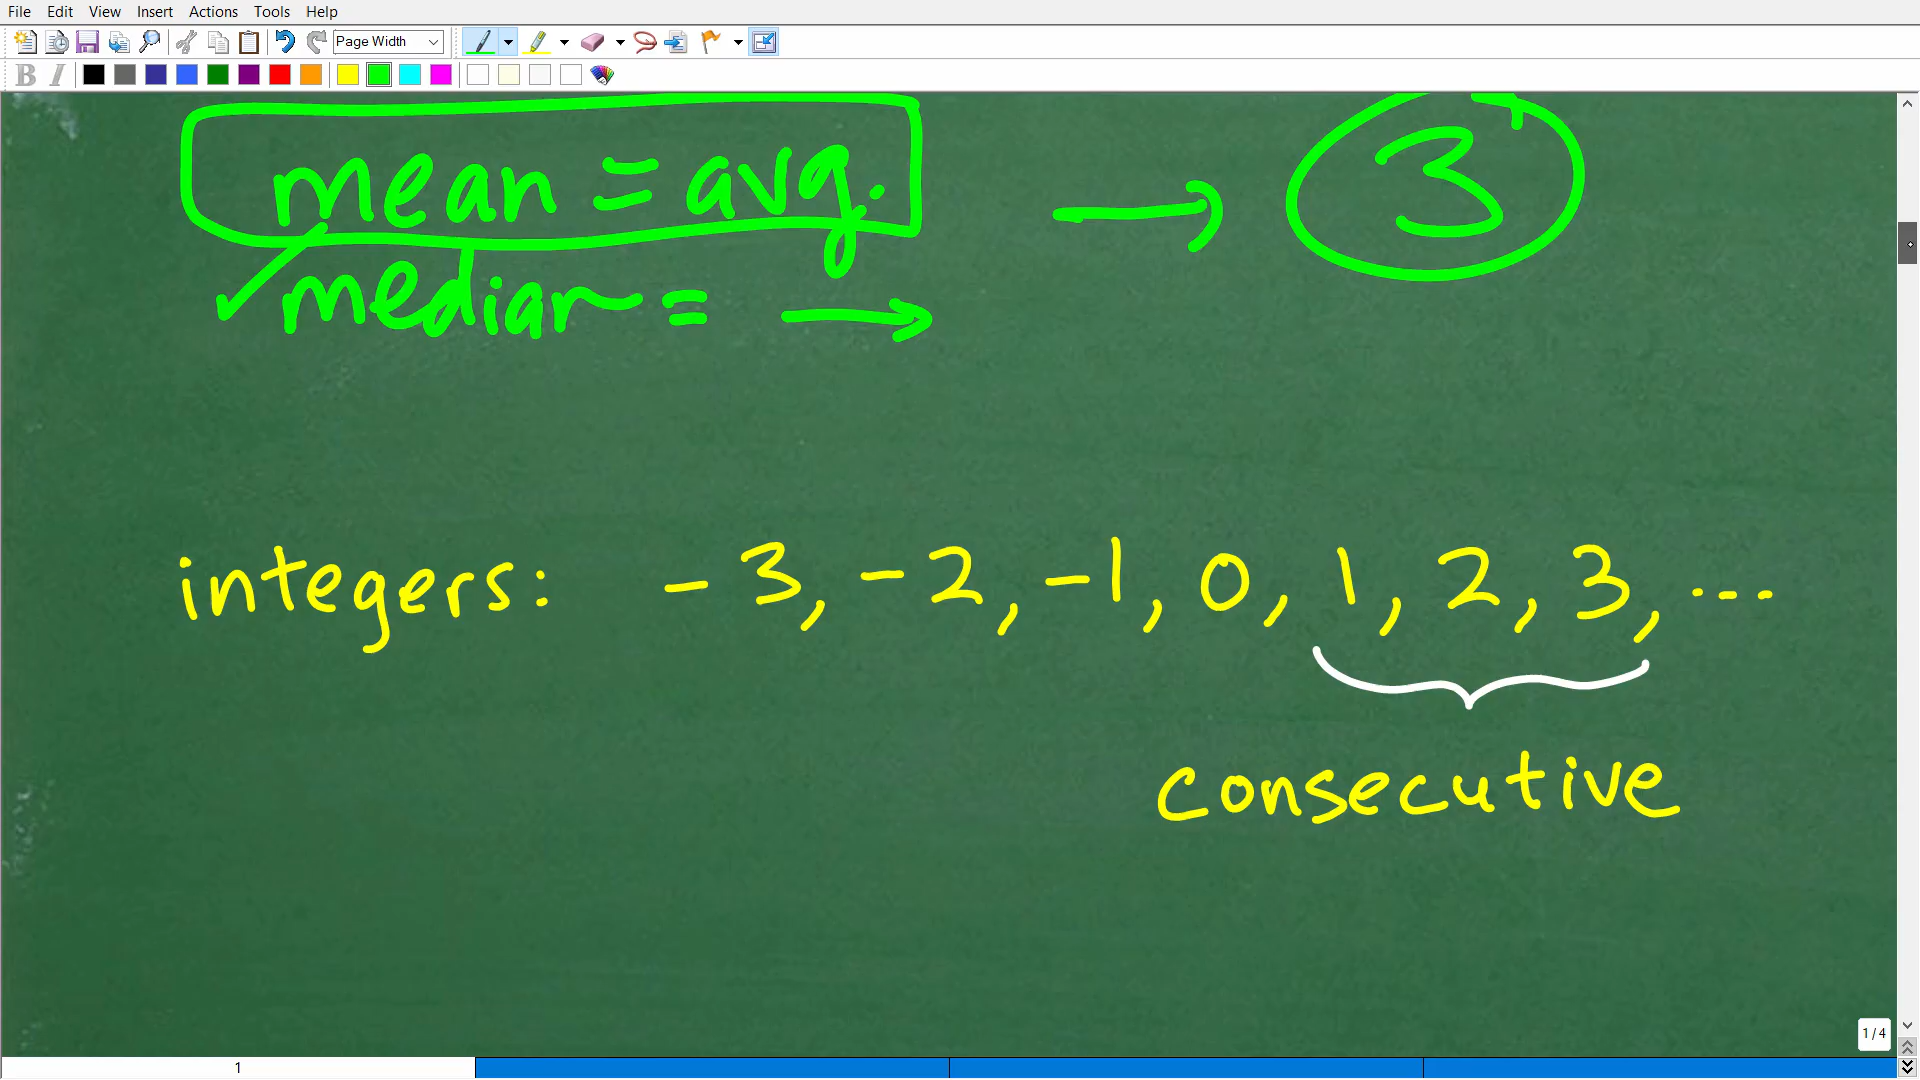 File Edit View Insert Actions Tools Help
Page Width
B I
mean = avg. → 3
✓ median = →
integers: -3, -2, -1, 0, 1, 2, 3, ...
consecutive
1 / 4
1